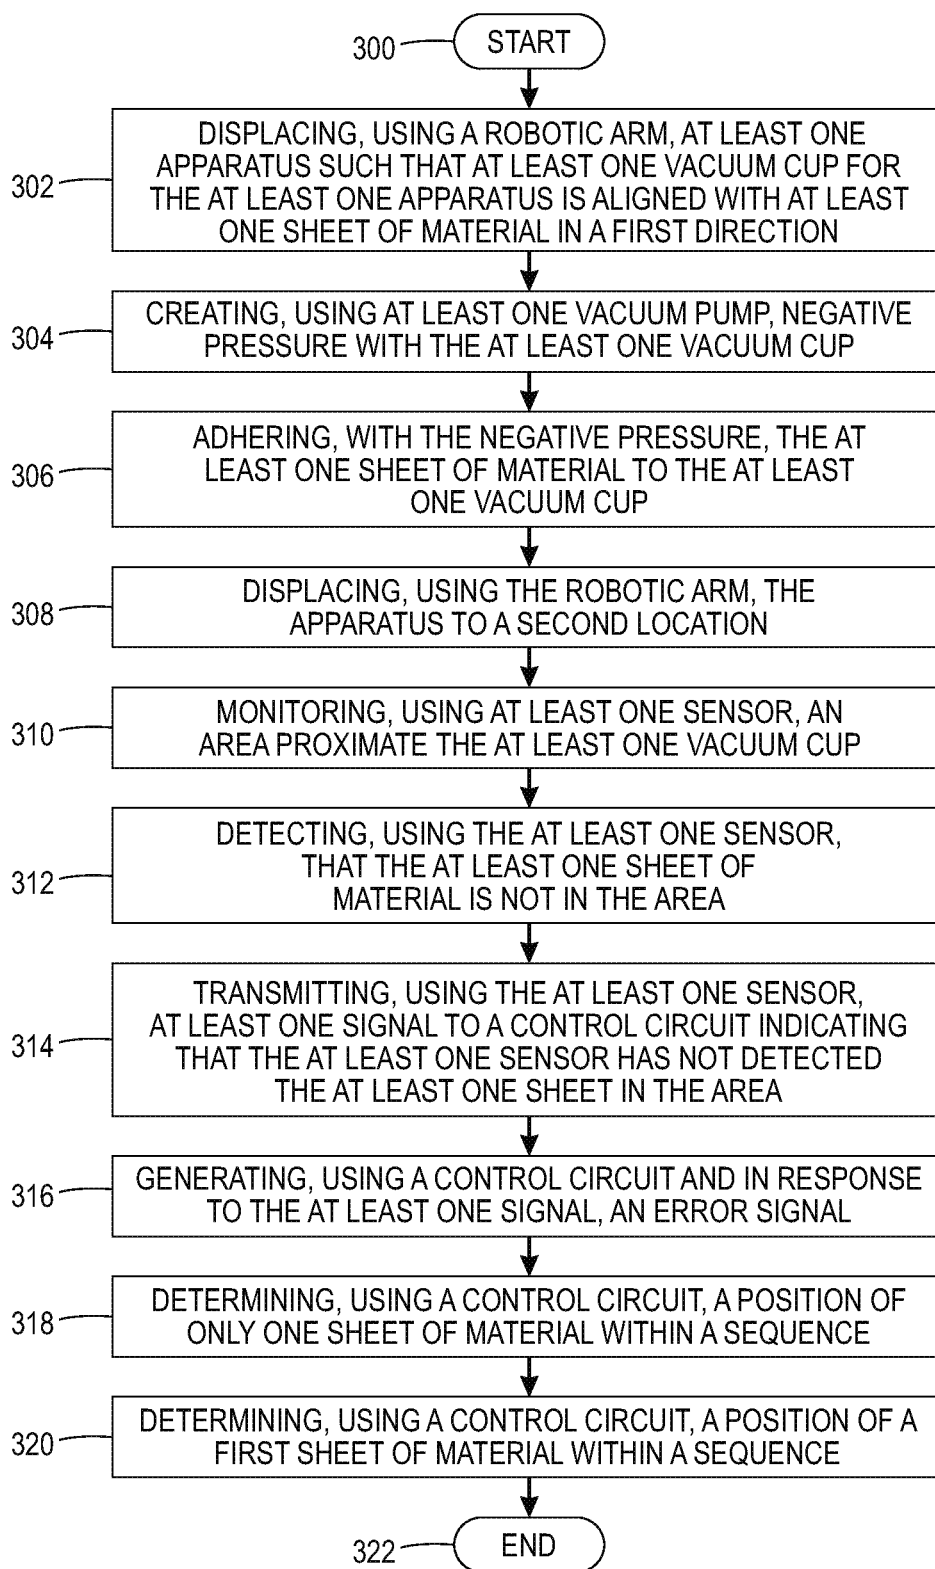 300
START
302
DISPLACING, USING A ROBOTIC ARM, AT LEAST ONE
APPARATUS SUCH THAT AT LEAST ONE VACUUM CUP FOR
THE AT LEAST ONE APPARATUS IS ALIGNED WITH AT LEAST
ONE SHEET OF MATERIAL IN A FIRST DIRECTION
304
CREATING, USING AT LEAST ONE VACUUM PUMP, NEGATIVE
PRESSURE WITH THE AT LEAST ONE VACUUM CUP
306
ADHERING, WITH THE NEGATIVE PRESSURE, THE AT
LEAST ONE SHEET OF MATERIAL TO THE AT LEAST
ONE VACUUM CUP
308
DISPLACING, USING THE ROBOTIC ARM, THE
APPARATUS TO A SECOND LOCATION
310
MONITORING, USING AT LEAST ONE SENSOR, AN
AREA PROXIMATE THE AT LEAST ONE VACUUM CUP
312
DETECTING, USING THE AT LEAST ONE SENSOR,
THAT THE AT LEAST ONE SHEET OF
MATERIAL IS NOT IN THE AREA
314
TRANSMITTING, USING THE AT LEAST ONE SENSOR,
AT LEAST ONE SIGNAL TO A CONTROL CIRCUIT INDICATING
THAT THE AT LEAST ONE SENSOR HAS NOT DETECTED
THE AT LEAST ONE SHEET IN THE AREA
316
GENERATING, USING A CONTROL CIRCUIT AND IN RESPONSE
TO THE AT LEAST ONE SIGNAL, AN ERROR SIGNAL
318
DETERMINING, USING A CONTROL CIRCUIT, A POSITION OF
ONLY ONE SHEET OF MATERIAL WITHIN A SEQUENCE
320
DETERMINING, USING A CONTROL CIRCUIT, A POSITION OF A
FIRST SHEET OF MATERIAL WITHIN A SEQUENCE
322
END